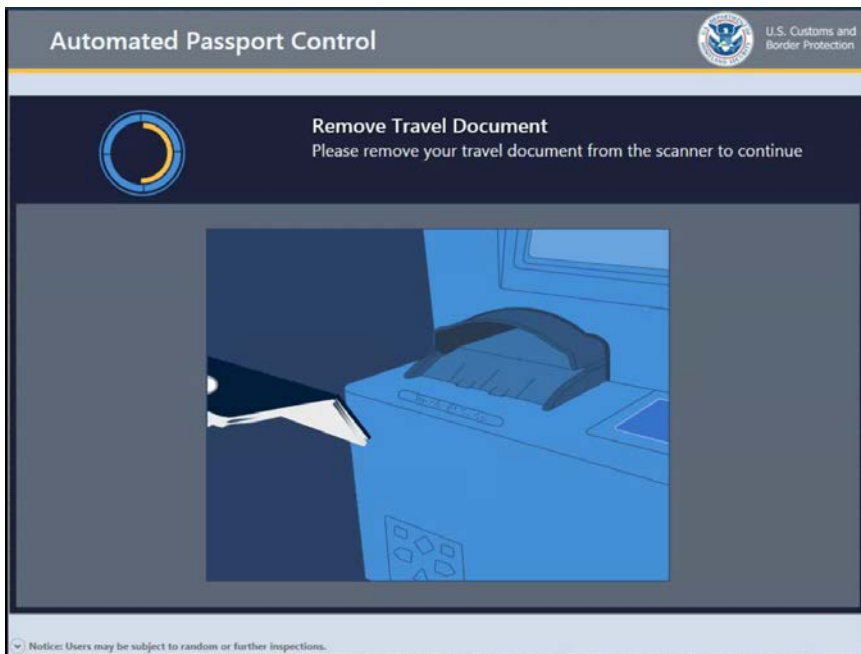 Automated Passport Control
U.S. Customs and
Border Protection
Remove Travel Document
Please remove your travel document from the scanner to continue
Notice: Users may be subject to random or further inspections.